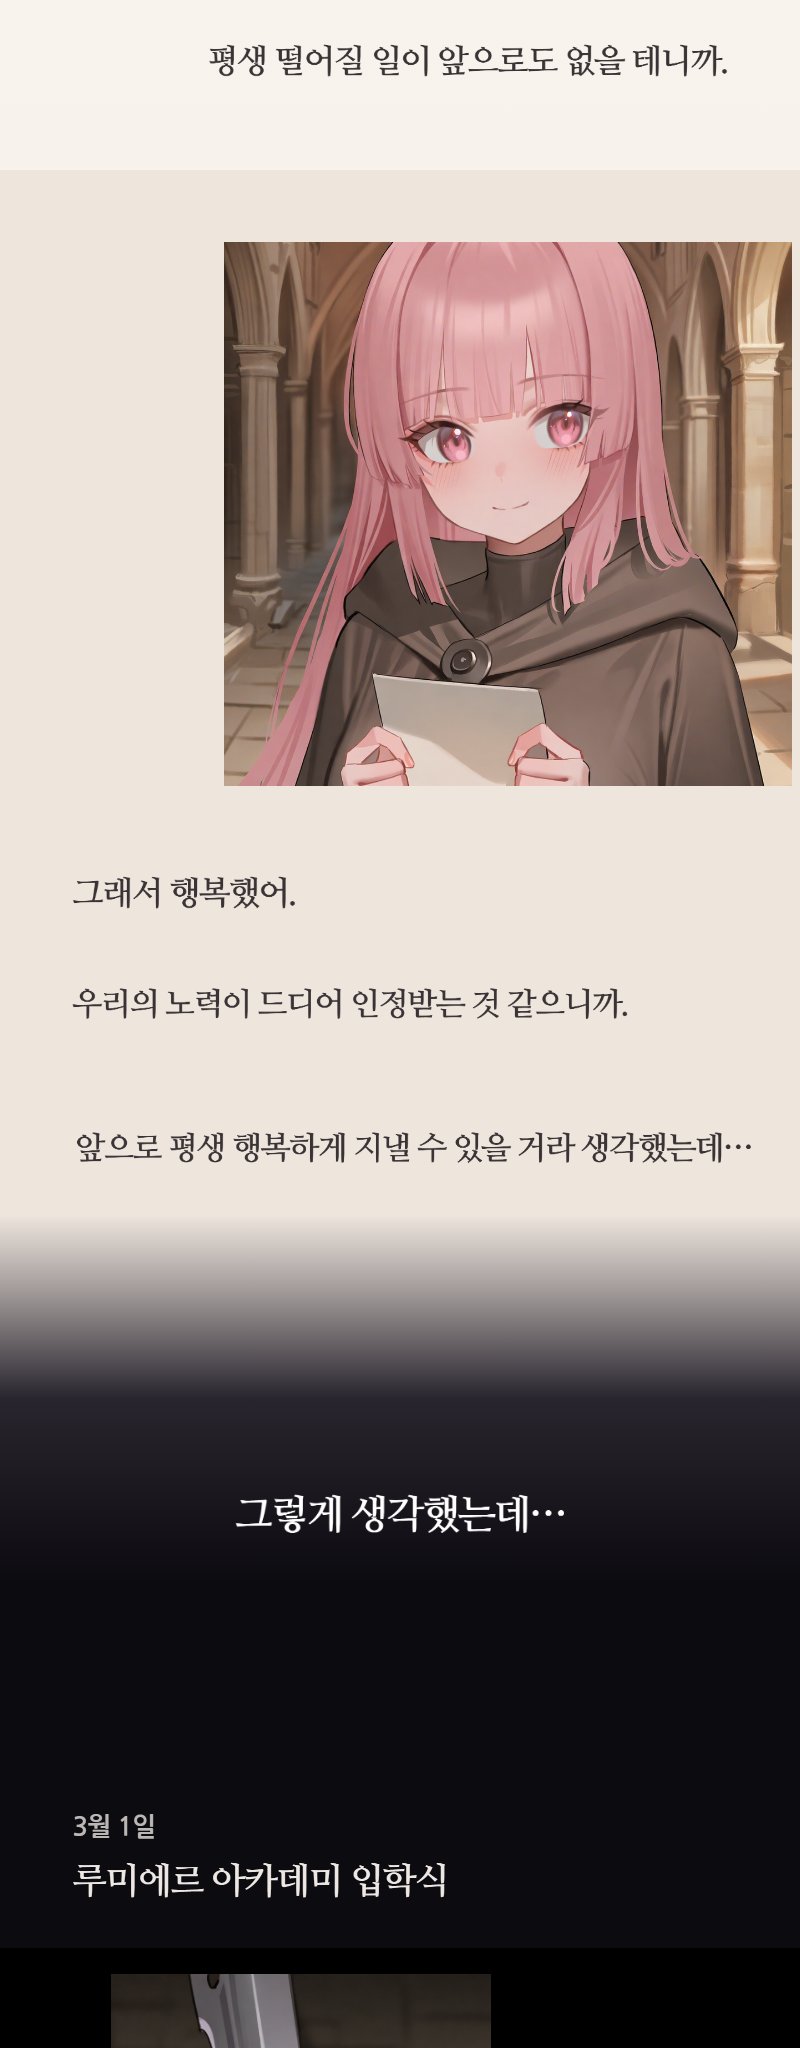 평생 떨어질 일이 앞으로도 없을 테니까.
그래서 행복했어.
우리의 노력이 드디어 인정받는 것 같으니까.
앞으로 평생 행복하게 지낼 수 있을 거라 생각했는데…
그렇게 생각했는데…
3월 1일
루미에르 아카데미 입학식